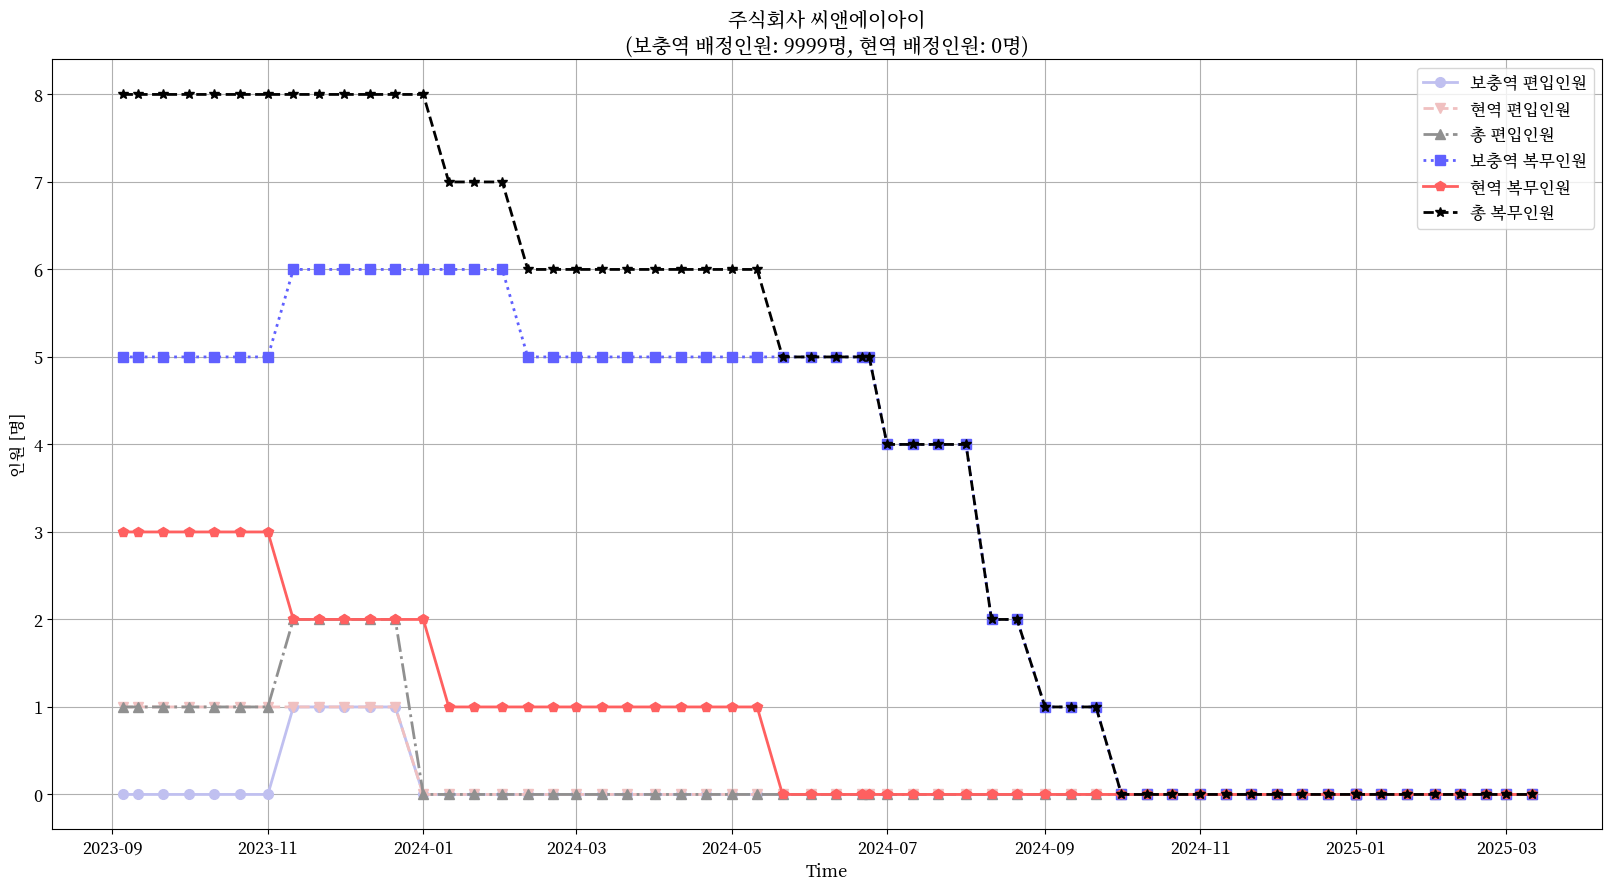 주식회사 씨앤에이아이
(보충역 배정인원: 9999명, 현역 배정인원: 0명)
보충역 편입인원
현역 편입인원
총 편입인원
보충역 복무인원
현역 복무인원
총 복무인원
인원 [명]
8
7
6
5
4
3
2
1
0
2023-09
2023-11
2024-01
2024-03
2024-05
2024-07
2024-09
2024-11
2025-01
2025-03
Time